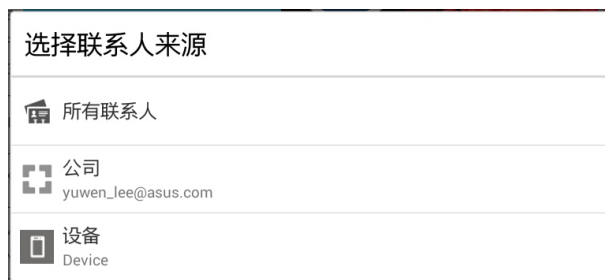 选择联系人来源
所有联系人
公司
yuwen_lee@asus.com
设备
Device